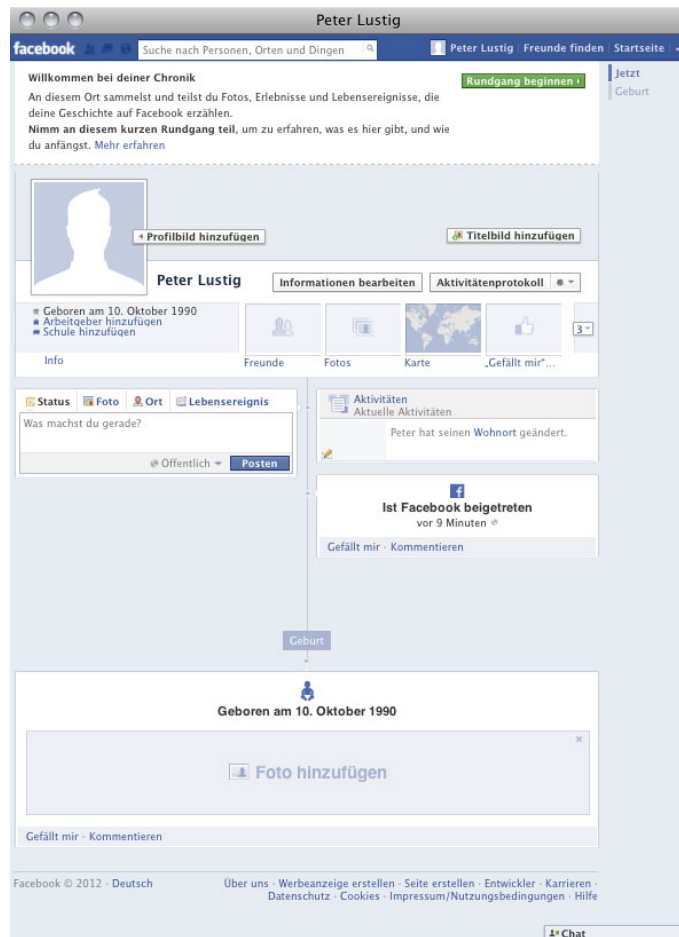 Peter Lustig
facebook Suche nach Personen, Orten und Dingen Peter Lustig Freunde finden Startseite
Willkommen bei deiner Chronik
Rundgang beginnen
An diesem Ort sammelst und teilst du Fotos, Erlebnisse und Lebensereignisse, die
deine Geschichte auf Facebook erzählen.
Nimm an diesem kurzen Rundgang teil, um zu erfahren, was es hier gibt, und wie
du anfängst. Mehr erfahren
Jetzt
Geburt
Profilbild hinzufügen
Titelbild hinzufügen
Peter Lustig
Informationen bearbeiten
Aktivitätenprotokoll
Geboren am 10. Oktober 1990
Arbeitgeber hinzufügen
Schule hinzufügen
Info
3
Freunde Fotos Karte „Gefällt mir“...
Status Foto Ort Lebensereignis
Was machst du gerade?
Öffentlich Posten
Aktivitäten
Aktuelle Aktivitäten
Peter hat seinen Wohnort geändert.
Ist Facebook beigetreten
vor 9 Minuten
Gefällt mir · Kommentieren
Geburt
Geboren am 10. Oktober 1990
Foto hinzufügen
Gefällt mir · Kommentieren
Facebook © 2012 · Deutsch
Über uns · Werbeanzeige erstellen · Seite erstellen · Entwickler · Karrieren ·
Datenschutz · Cookies · Impressum/Nutzungsbedingungen · Hilfe
Chat